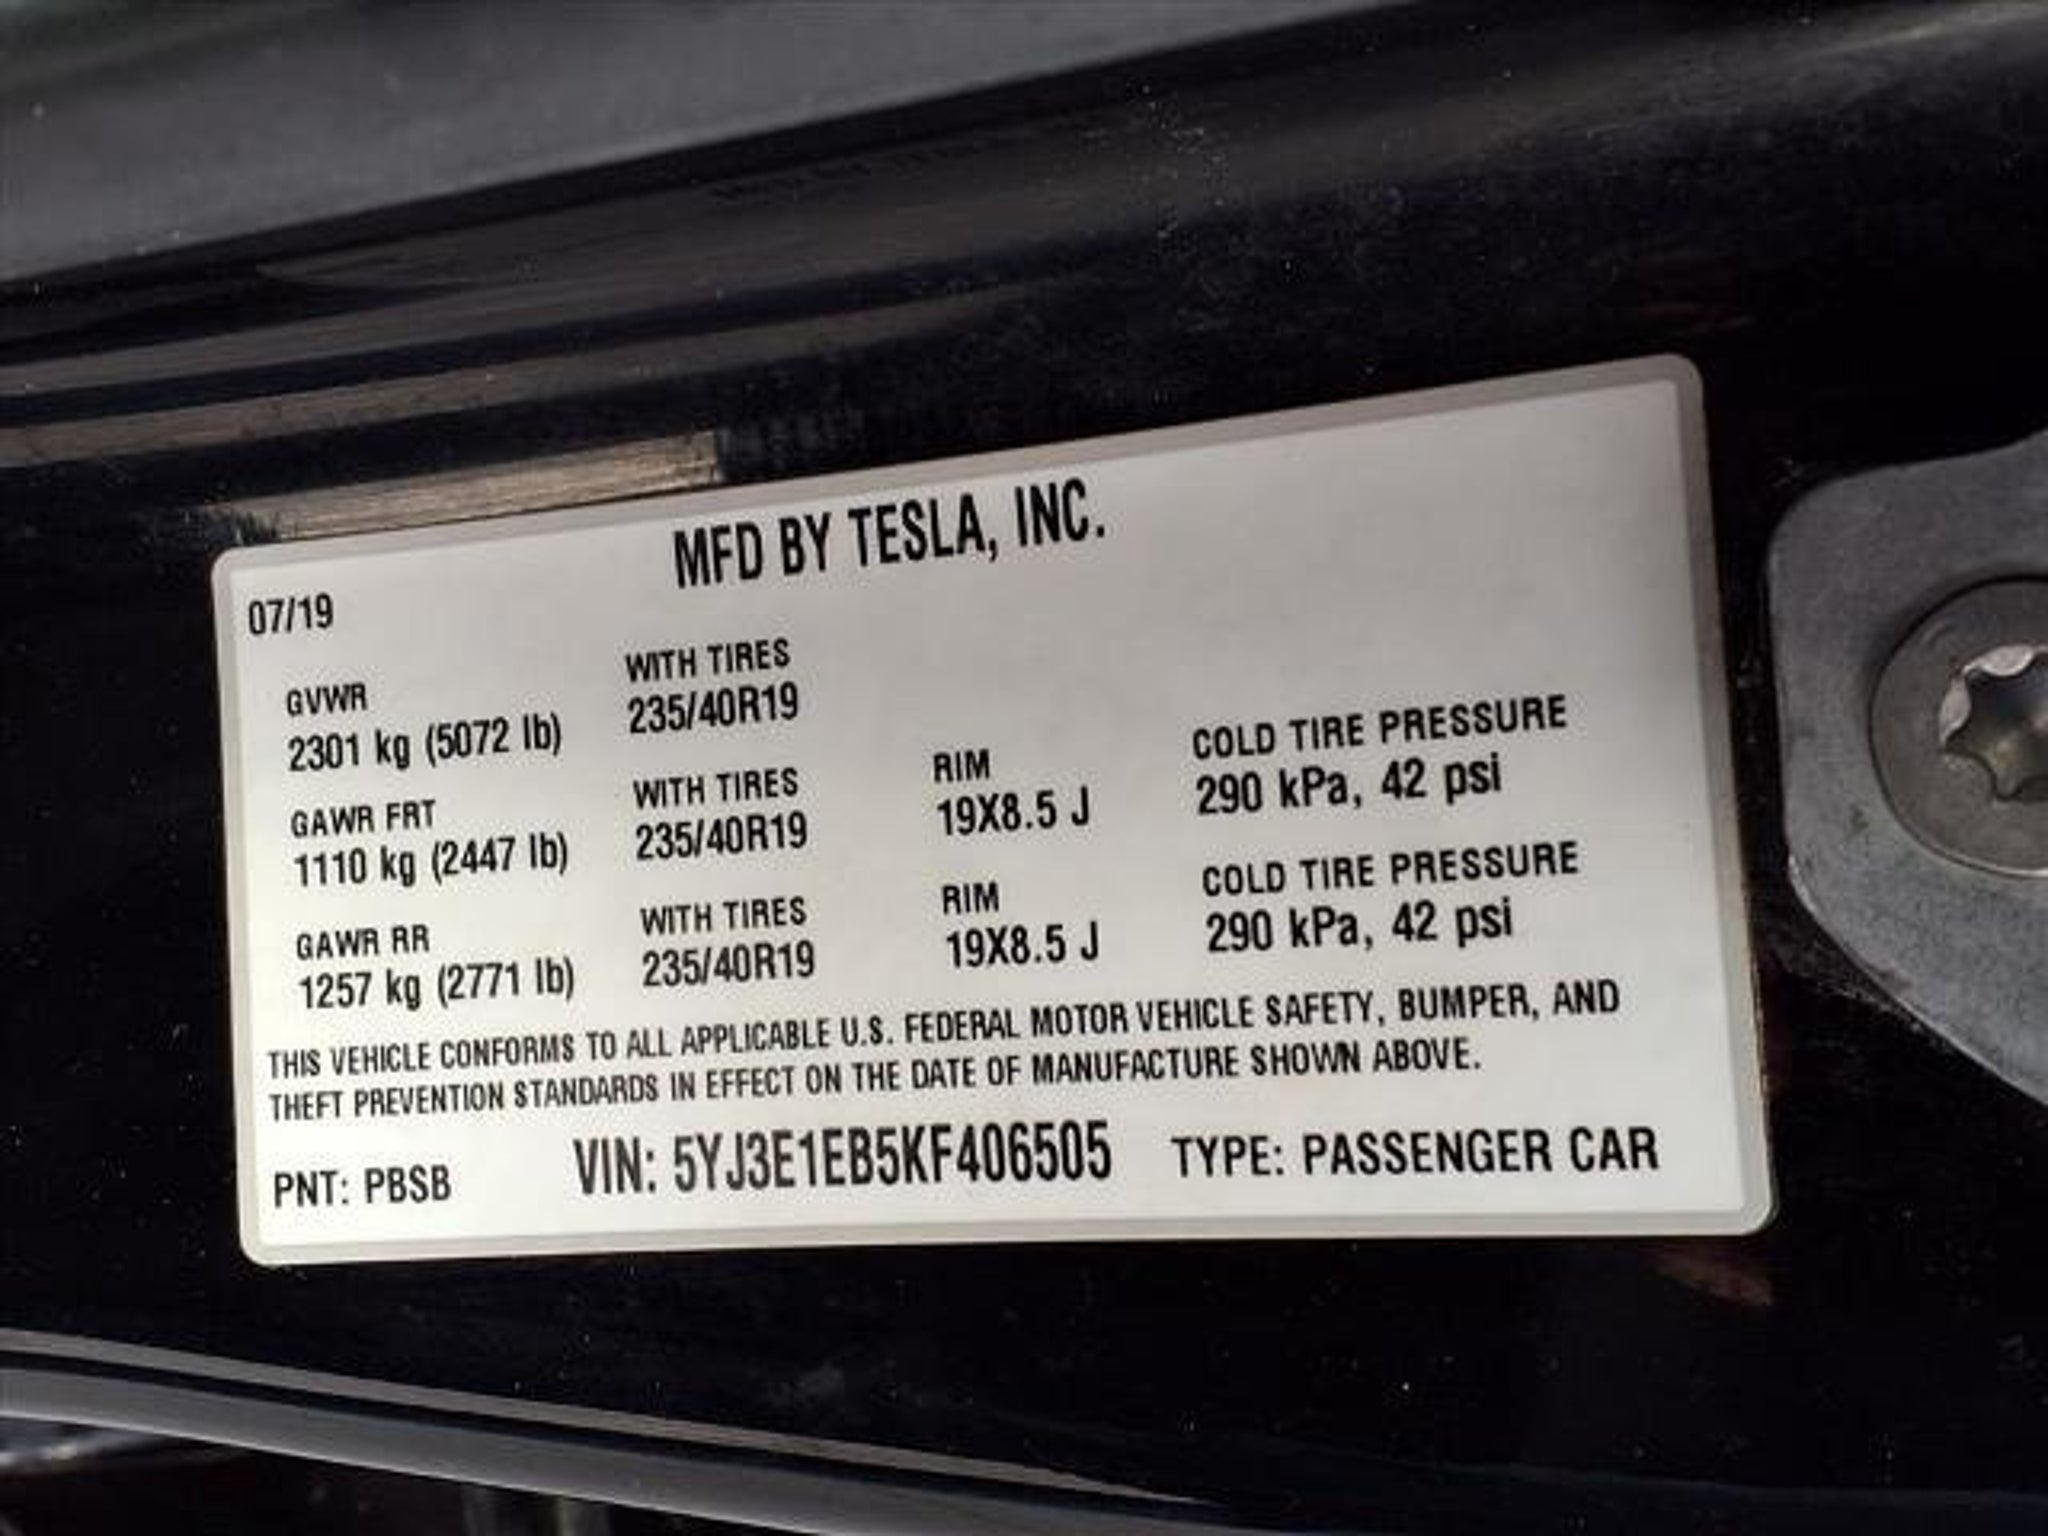 MFD BY TESLA, INC.
07/19
GVWR WITH TIRES
2301 kg (5072 lb) 235/40R19
GAWR FRT WITH TIRES RIM COLD TIRE PRESSURE
1110 kg (2447 lb) 235/40R19 19X8.5 J 290 kPa, 42 psi
GAWR RR WITH TIRES RIM COLD TIRE PRESSURE
1257 kg (2771 lb) 235/40R19 19X8.5 J 290 kPa, 42 psi
THIS VEHICLE CONFORMS TO ALL APPLICABLE U.S. FEDERAL MOTOR VEHICLE SAFETY, BUMPER, AND
THEFT PREVENTION STANDARDS IN EFFECT ON THE DATE OF MANUFACTURE SHOWN ABOVE.
PNT: PBSB VIN: 5YJ3E1EB5KF406505 TYPE: PASSENGER CAR